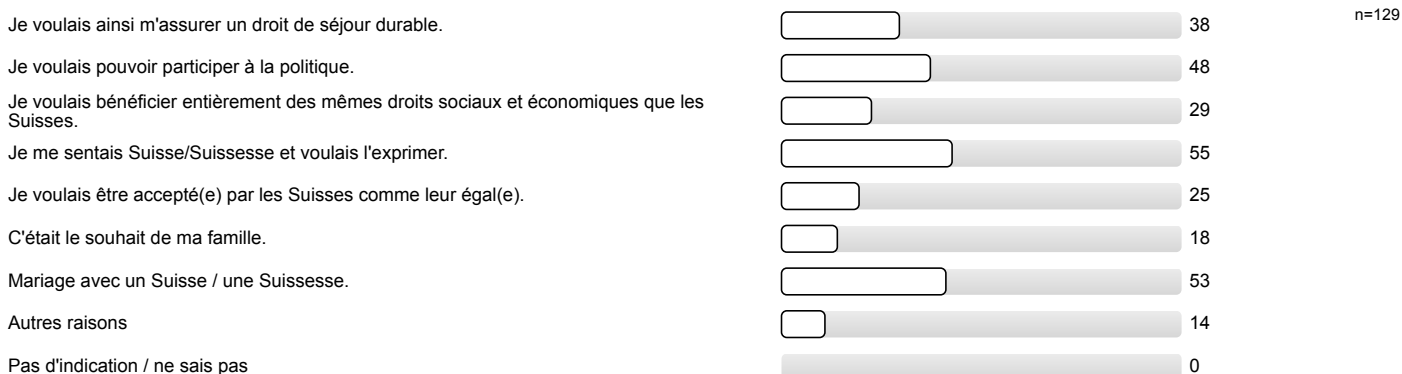 Je voulais ainsi m'assurer un droit de séjour durable. 38 n=129
Je voulais pouvoir participer à la politique. 48
Je voulais bénéficier entièrement des mêmes droits sociaux et économiques que les
Suisses. 29
Je me sentais Suisse/Suissesse et voulais l'exprimer. 55
Je voulais être accepté(e) par les Suisses comme leur égal(e). 25
C'était le souhait de ma famille. 18
Mariage avec un Suisse / une Suissesse. 53
Autres raisons 14
Pas d'indication / ne sais pas 0